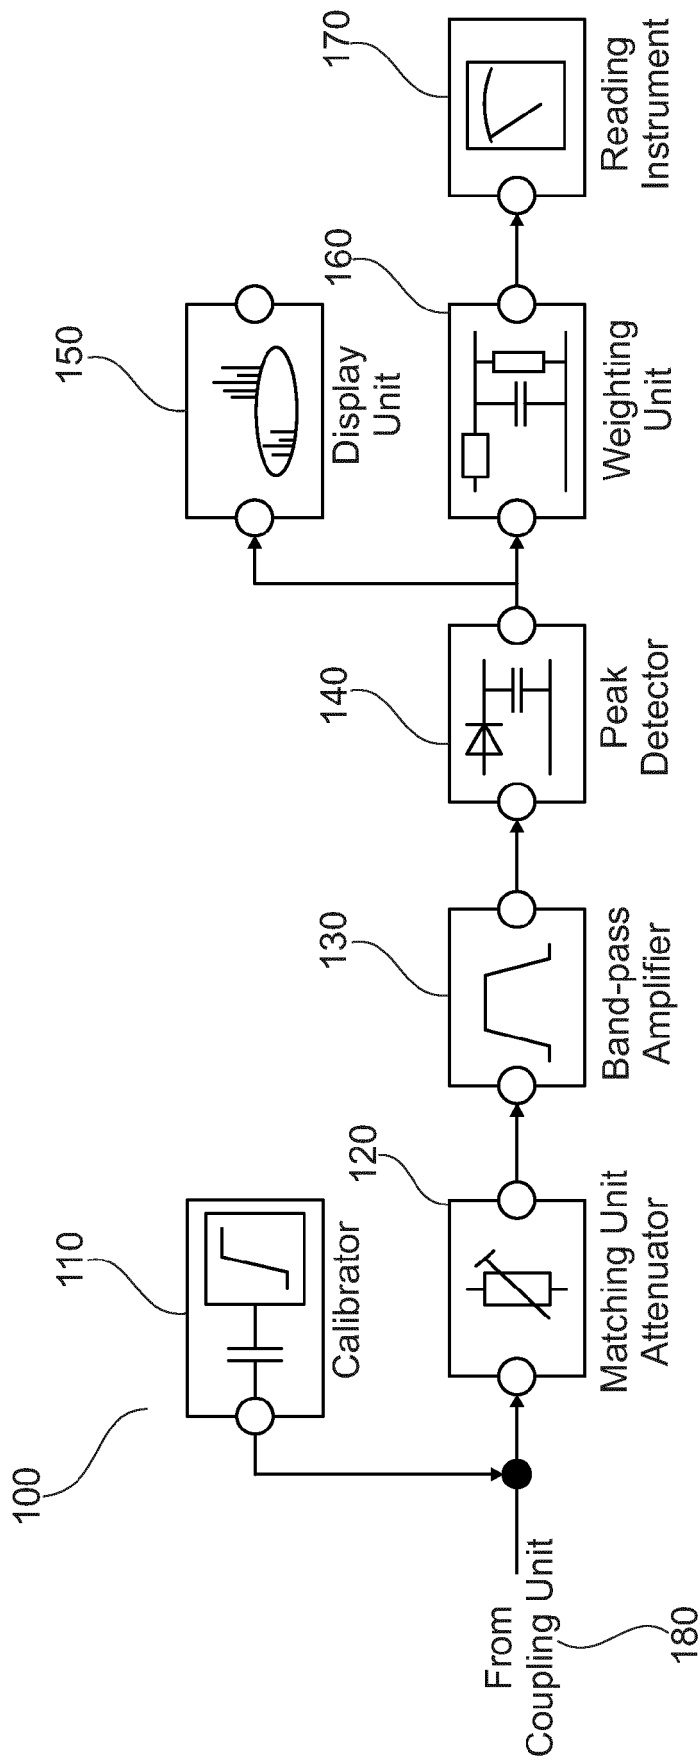 100
110
Calibrator
150
Display
Unit
From
Coupling Unit
180
120
Matching Unit
Attenuator
130
Band-pass
Amplifier
140
Peak
Detector
160
Weighting
Unit
170
Reading
Instrument